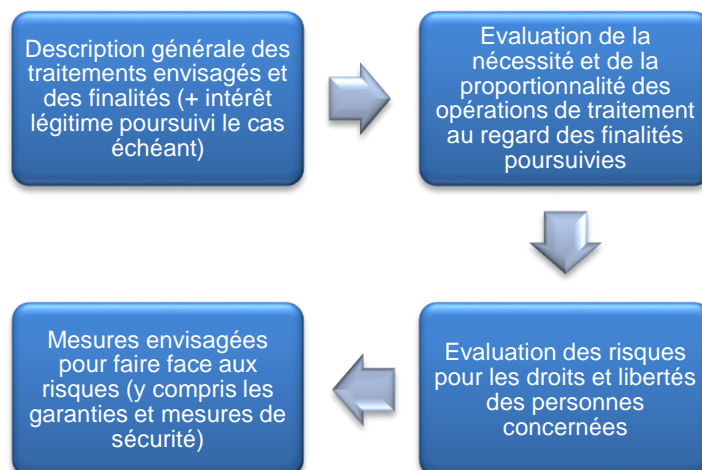 Description générale des
traitements envisagés et
des finalités (+ intérêt
légitime poursuivi le cas
échéant)
Evaluation de la
nécessité et de la
proportionnalité des
opérations de traitement
au regard des finalités
poursuivies
Evaluation des risques
pour les droits et libertés
des personnes
concernées
Mesures envisagées
pour faire face aux
risques (y compris les
garanties et mesures de
sécurité)